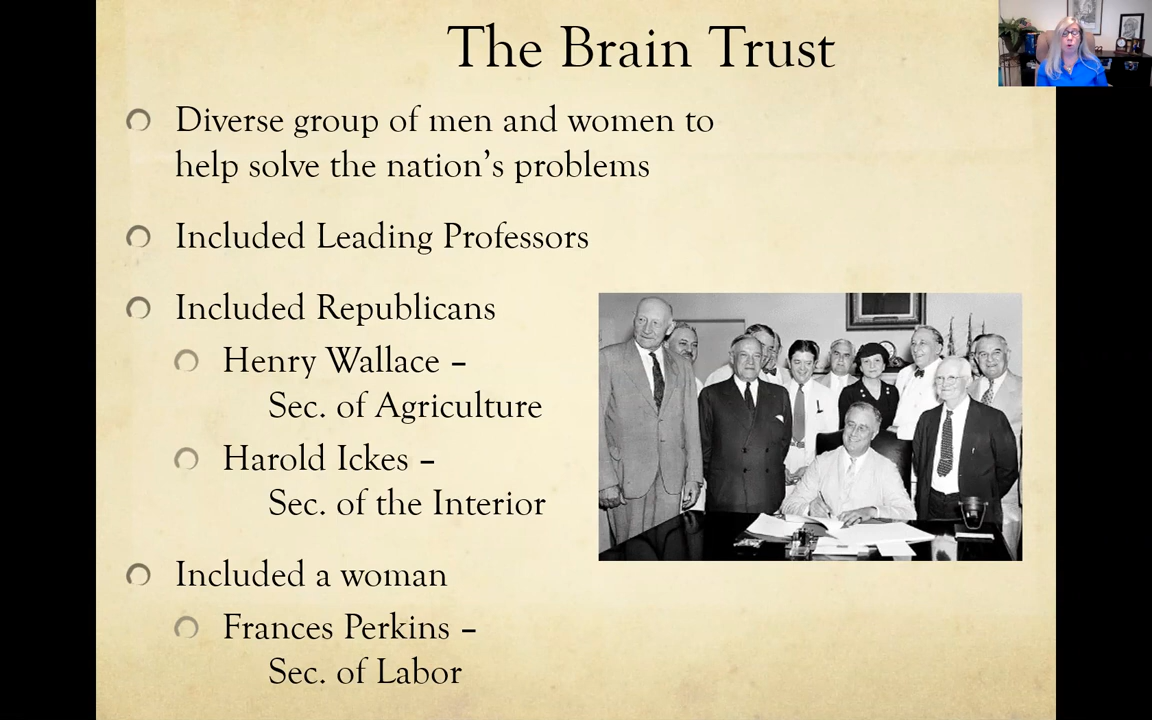 The Brain Trust
Diverse group of men and women to
help solve the nation's problems
Included Leading Professors
Included Republicans
Henry Wallace –
Sec. of Agriculture
Harold Ickes –
Sec. of the Interior
Included a woman
Frances Perkins –
Sec. of Labor